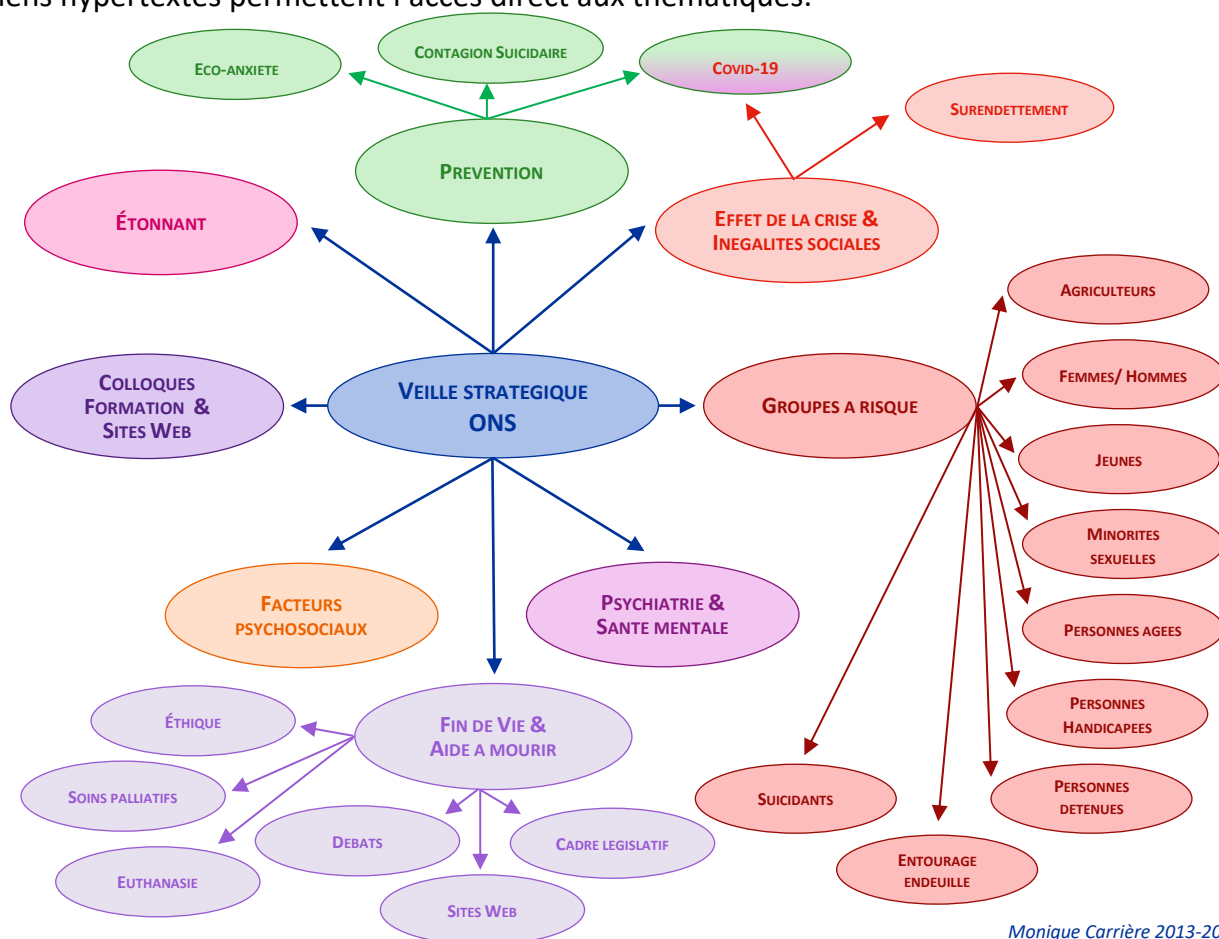 liens hypertextes permettent l'accès direct aux thématiques.
CONTAGION SUICIDAIRE
ECO-ANXIETE
COVID-19
SURENDETTEMENT
PREVENTION
ÉTONNANT
EFFET DE LA CRISE &
INEGALITES SOCIALES
AGRICULTEURS
COLLOQUES
FORMATION &
SITES WEB
VEILLE STRATEGIQUE
ONS
GROUPES A RISQUE
FEMMES/ HOMMES
JEUNES
MINORITES
SEXUELLES
FACTEURS
PSYCHOSOCIAUX
PSYCHIATRIE &
SANTE MENTALE
PERSONNES AGEES
PERSONNES
HANDICAPEES
ÉTHIQUE
FIN DE VIE &
AIDE A MOURIR
SOINS PALLIATIFS
SUICIDANTS
PERSONNES
DETENUES
DEBATS
CADRE LEGISLATIF
EUTHANASIE
ENTOURAGE
ENDEUILLE
SITES WEB
Monique Carrière 2013-20